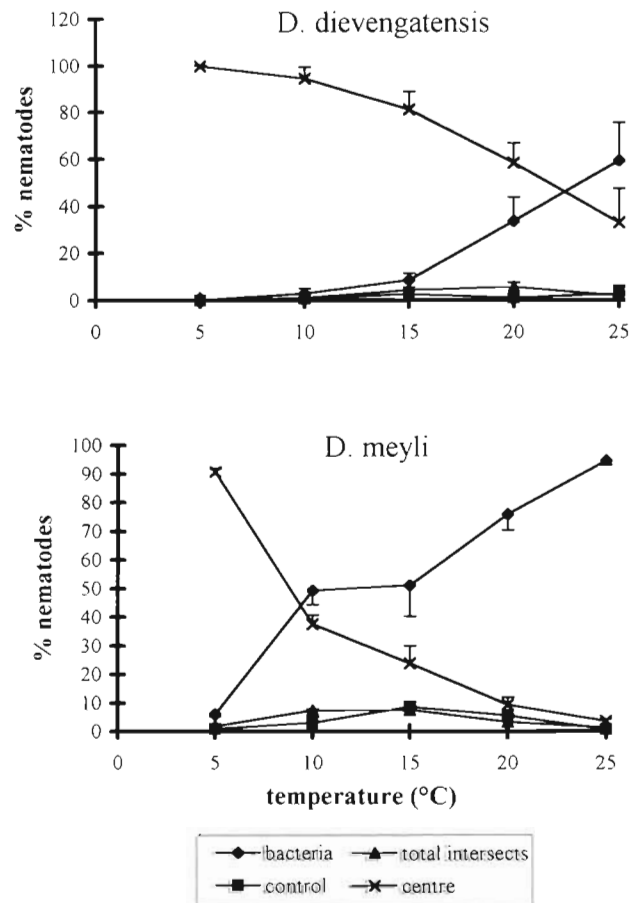 D. dievengatensis
% nematodes
120
100
80
60
40
20
0
0 5 10 15 20 25
D. meyli
% nematodes
100
90
80
70
60
50
40
30
20
10
0
0 5 10 15 20 25
temperature (°C)
bacteria total intersects
control centre